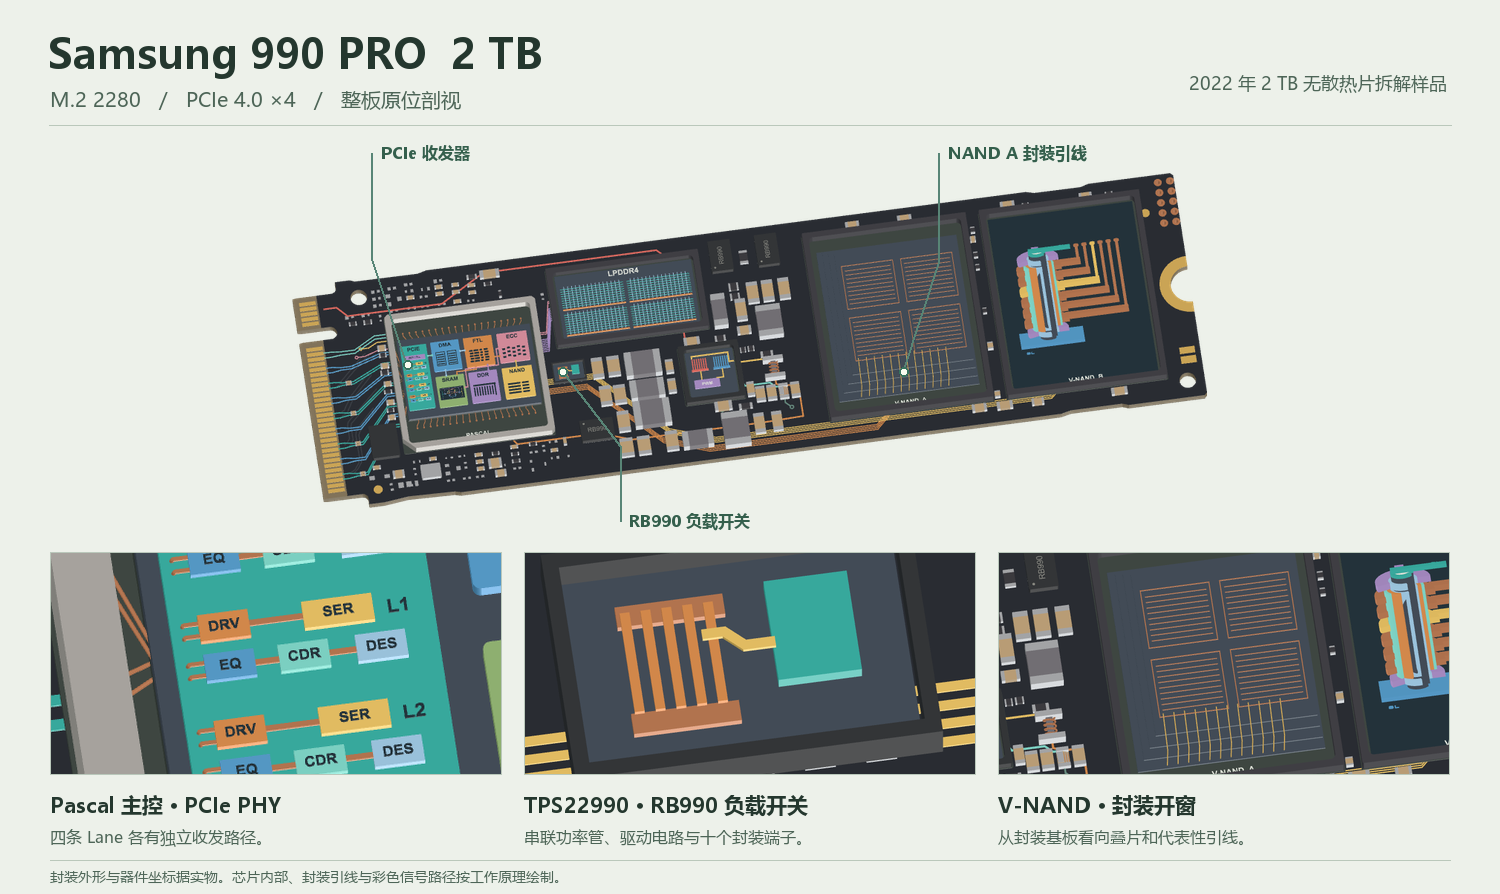 Samsung 990 PRO 2 TB
M.2 2280 / PCIe 4.0 ×4 / 整板原位剖视
2022 年 2 TB 无散热片拆解样品
PCIe 收发器
NAND A 封装引线
LPDDR4
RB990
RB990
PCIE
DMA
FTL
ECC
SRAM
DDR
NAND
PASCAL
PWM
RB990
V-NAND A
BL
V-NAND B
RB990 负载开关
EQ
DRV
SER
L1
EQ
CDR
DES
DRV
SER
L2
EQ
CDR
DES
RB990
V-NAND A
BL
Pascal 主控 • PCIe PHY
四条 Lane 各有独立收发路径。
TPS22990 • RB990 负载开关
串联功率管、驱动电路与十个封装端子。
V-NAND • 封装开窗
从封装基板看向叠片和代表性引线。
封装外形与器件坐标据实物。芯片内部、封装引线与彩色信号路径按工作原理绘制。